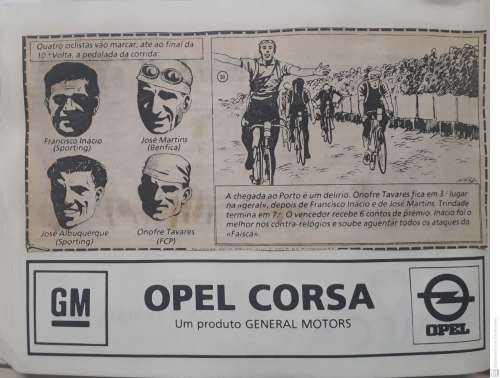 Quatro ciclistas vão marcar, até ao final da
10.ª Volta, a pedalada da corrida:
Francisco Inácio
(Sporting)
José Martins
(Benfica)
José Albuquerque
(Sporting)
Onofre Tavares
(FCP)
A chegada ao Porto é um delírio. Onofre Tavares fica em 3.º lugar
na «geral», depois de Francisco Inácio e de José Martins. Trindade
termina em 7.º. O vencedor recebe 6 contos de prémio. Inácio foi o
melhor nos contra-relógios e soube aguentar todos os ataques do
«Faísca».
GM
OPEL CORSA
Um produto GENERAL MOTORS
OPEL